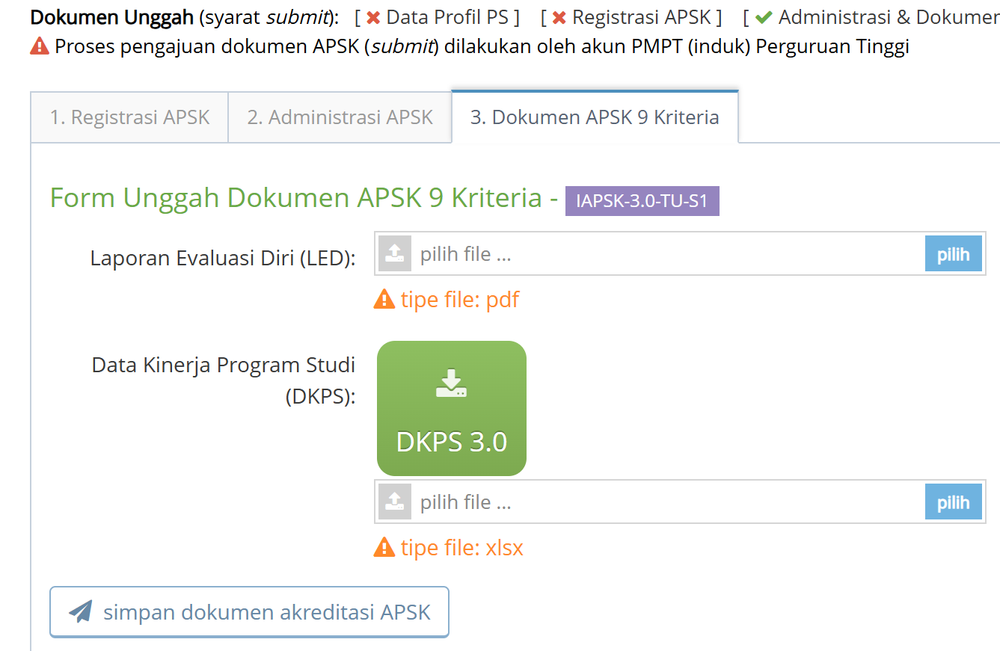 Dokumen Unggah (syarat submit): [ ✖ Data Profil PS ] [ ✖ Registrasi APSK ] [ ✔ Administrasi & Dokumen
Proses pengajuan dokumen APSK (submit) dilakukan oleh akun PMPT (induk) Perguruan Tinggi
1. Registrasi APSK 2. Administrasi APSK 3. Dokumen APSK 9 Kriteria
Form Unggah Dokumen APSK 9 Kriteria - IAPSK-3.0-TU-S1
Laporan Evaluasi Diri (LED): pilih file ... pilih
tipe file: pdf
Data Kinerja Program Studi
(DKPS):
DKPS 3.0
pilih file ... pilih
tipe file: xlsx
simpan dokumen akreditasi APSK